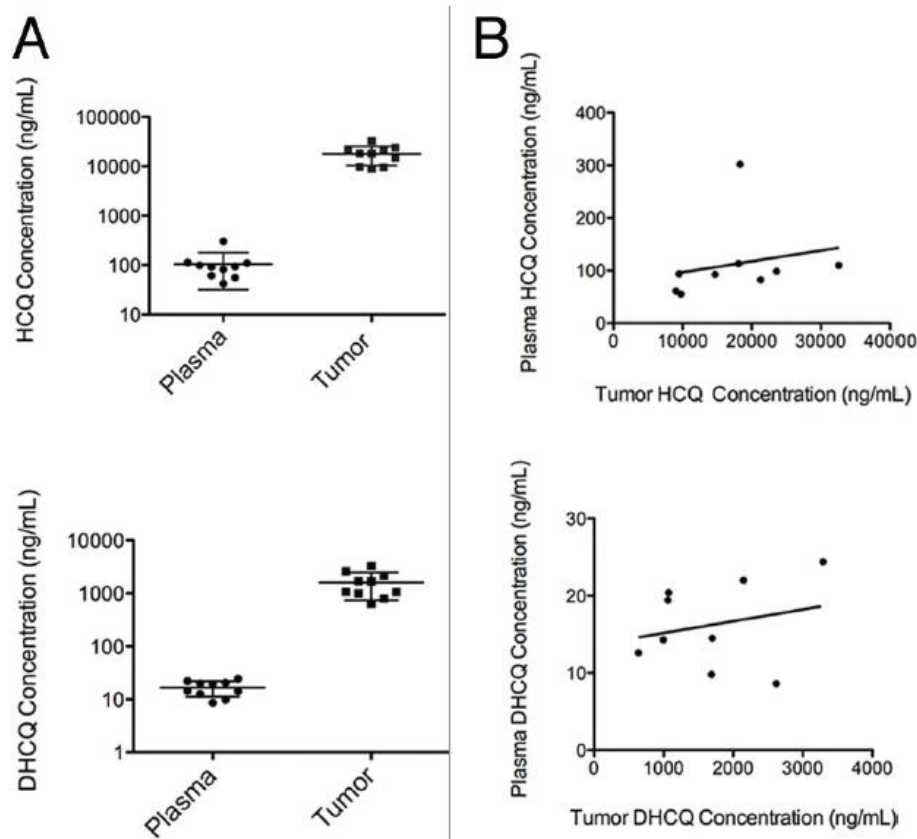 A
HCQ Concentration (ng/mL)
100000
10000
1000
100
10
Plasma
Tumor
B
Plasma HCQ Concentration (ng/mL)
400
300
200
100
0
0 10000 20000 30000 40000
Tumor HCQ Concentration (ng/mL)
DHCQ Concentration (ng/mL)
10000
1000
100
10
1
Plasma
Tumor
Plasma DHCQ Concentration (ng/mL)
30
20
10
0
0 1000 2000 3000 4000
Tumor DHCQ Concentration (ng/mL)